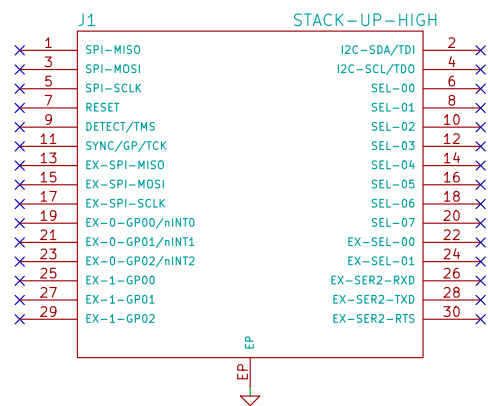 J1 STACK-UP-HIGH
1 SPI-MISO I2C-SDA/TDI 2
3 SPI-MOSI I2C-SCL/TDO 4
5 SPI-SCLK SEL-00 6
7 RESET SEL-01 8
9 DETECT/TMS SEL-02 10
11 SYNC/GP/TCK SEL-03 12
13 EX-SPI-MISO SEL-04 14
15 EX-SPI-MOSI SEL-05 16
17 EX-SPI-SCLK SEL-06 18
19 EX-0-GP00/nINT0 SEL-07 20
21 EX-0-GP01/nINT1 EX-SEL-00 22
23 EX-0-GP02/nINT2 EX-SEL-01 24
25 EX-1-GP00 EX-SER2-RXD 26
27 EX-1-GP01 EX-SER2-TXD 28
29 EX-1-GP02 EX-SER2-RTS 30
EP
EP